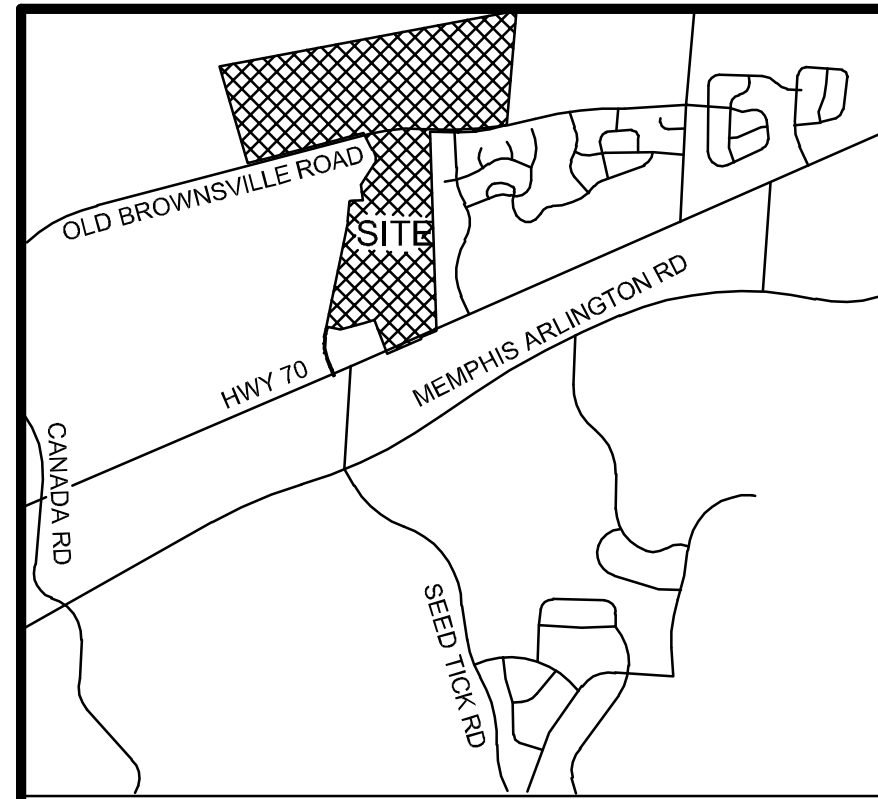 OLD BROWNSVILLE ROAD
SITE
MEMPHIS ARLINGTON RD
HWY 70
CANADA RD
SEED TICK RD